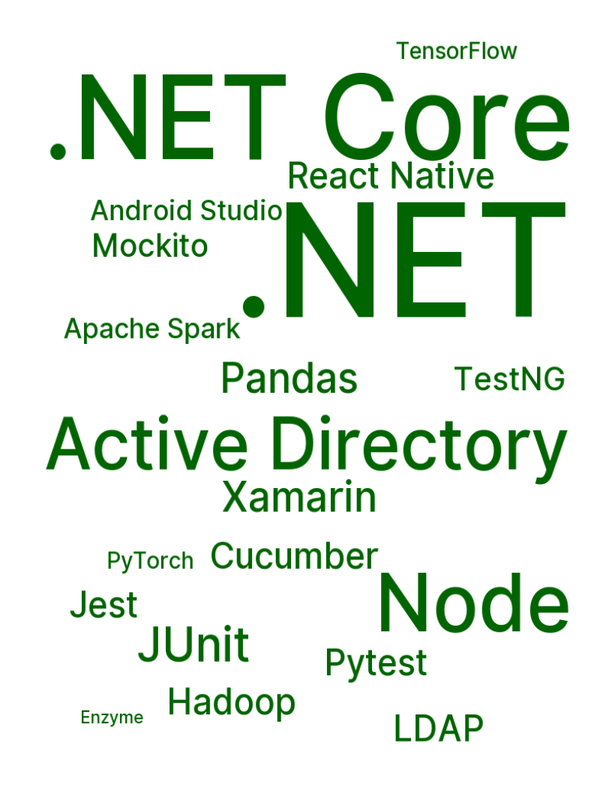 TensorFlow
.NET Core
React Native
Android Studio
.NET
Mockito
Apache Spark
Pandas
TestNG
Active Directory
Xamarin
PyTorch
Cucumber
Jest
Node
JUnit
Pytest
Hadoop
Enzyme
LDAP